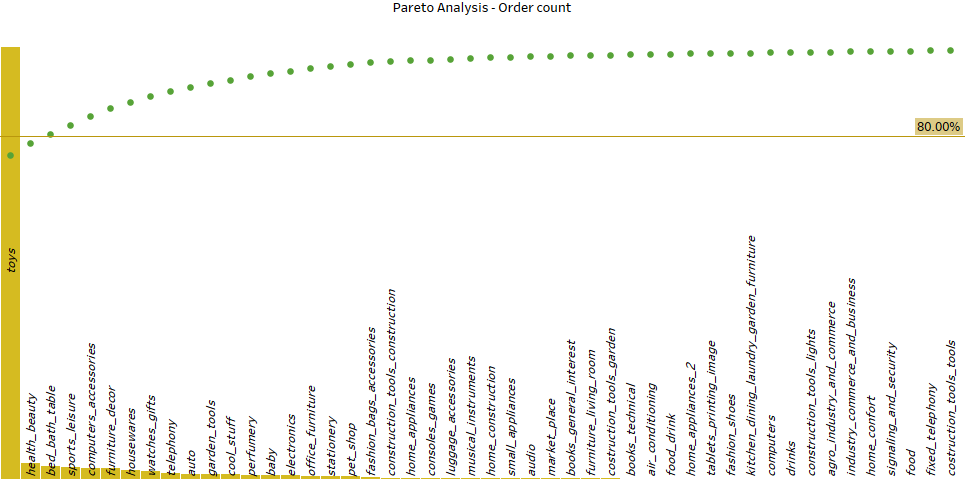 Pareto Analysis - Order count
80.00%
toys
health_beauty
bed_bath_table
sports_leisure
computers_accessories
furniture_decor
housewares
watches_gifts
telephony
auto
garden_tools
cool_stuff
perfumery
baby
electronics
office_furniture
stationery
pet_shop
fashion_bags_accessories
construction_tools_construction
home_appliances
consoles_games
luggage_accessories
musical_instruments
home_construction
small_appliances
audio
market_place
books_general_interest
furniture_living_room
costruction_tools_garden
books_technical
air_conditioning
food_drink
home_appliances_2
tablets_printing_image
fashion_shoes
kitchen_dining_laundry_garden_furniture
computers
drinks
construction_tools_lights
agro_industry_and_commerce
industry_commerce_and_business
home_comfort
signaling_and_security
food
fixed_telephony
costruction_tools_tools